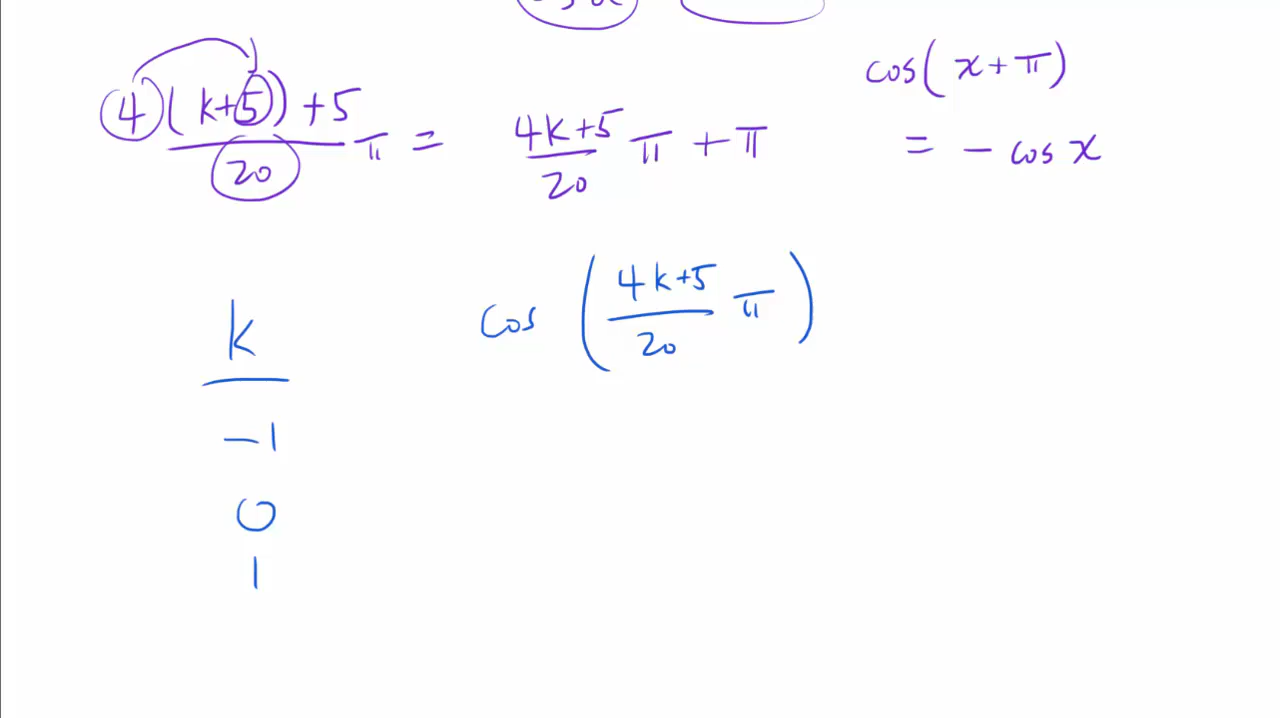 (4(k+5)+5)/20 π = (4k+5)/20 π + π
cos(x+π)
= - cos x
k
cos((4k+5)/20 π)
-1
0
1